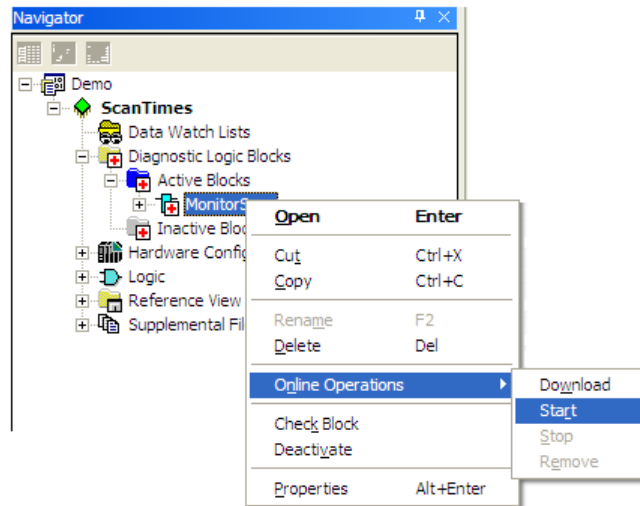 Navigator
Demo
ScanTimes
Data Watch Lists
Diagnostic Logic Blocks
Active Blocks
MonitorS
Inactive Bloc
Hardware Config
Logic
Reference View
Supplemental Fil
Open Enter
Cut Ctrl+X
Copy Ctrl+C
Rename F2
Delete Del
Online Operations
Check Block
Deactivate
Properties Alt+Enter
Download
Start
Stop
Remove